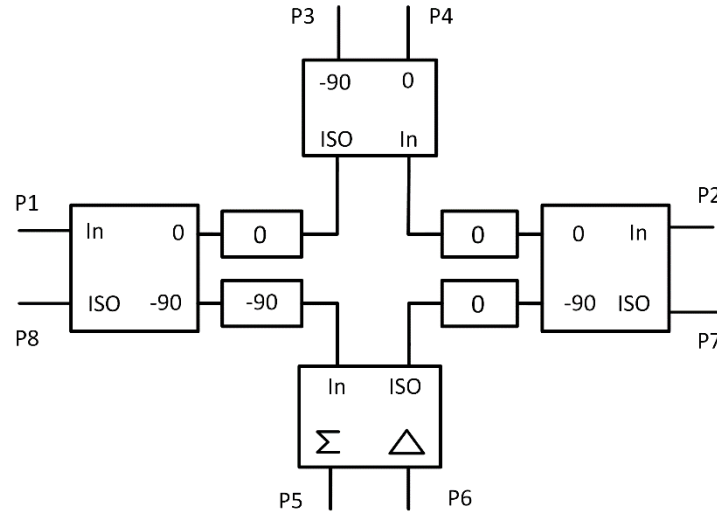 P3 P4
-90 0
ISO In
P1 P2
In 0 0 0 0 In
ISO -90 -90 0 -90 ISO
P8 P7
In ISO
Σ △
P5 P6